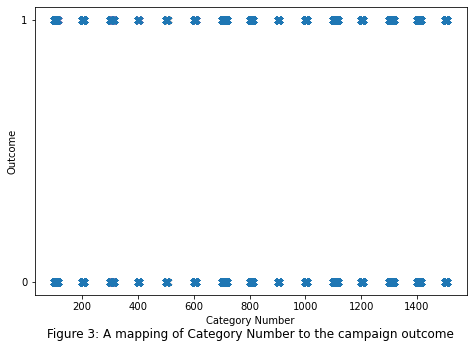 1
Outcome
0
200 400 600 800 1000 1200 1400
Category Number
Figure 3: A mapping of Category Number to the campaign outcome